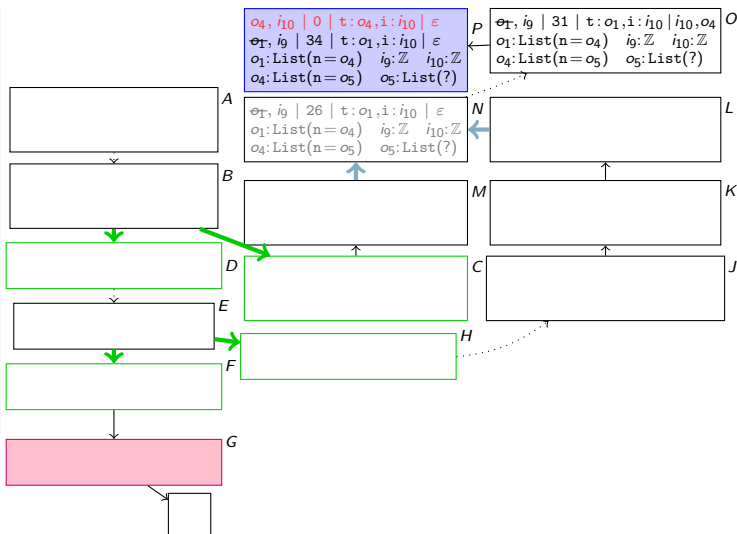 o4, i10 | 0 | t:o4,i:i10 | ε
P
o1, i9 | 34 | t:o1,i:i10 | ε
o1:List(n=o4) i9:ℤ i10:ℤ
o4:List(n=o5) o5:List(?)
o1, i9 | 31 | t:o1,i:i10 | i10,o4
O
o1:List(n=o4) i9:ℤ i10:ℤ
o4:List(n=o5) o5:List(?)
A
o1, i9 | 26 | t:o1,i:i10 | ε
N
o1:List(n=o4) i9:ℤ i10:ℤ
o4:List(n=o5) o5:List(?)
L
B
M
K
D
C
J
E
H
F
G